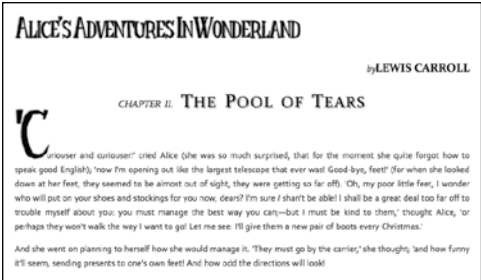 ALICE'S ADVENTURES IN WONDERLAND
by LEWIS CARROLL
CHAPTER II. THE POOL OF TEARS
'Curiouser and curiouser!' cried Alice (she was so much surprised, that for the moment she quite forgot how to
speak good English); 'now I'm opening out like the largest telescope that ever was! Good-bye, feet!' (for when she looked
down at her feet, they seemed to be almost out of sight, they were getting so far off). 'Oh, my poor little feet, I wonder
who will put on your shoes and stockings for you now, dears? I'm sure I shan't be able! I shall be a great deal too far off to
trouble myself about you: you must manage the best way you can;—but I must be kind to them,' thought Alice, 'or
perhaps they won't walk the way I want to go! Let me see: I'll give them a new pair of boots every Christmas.'
And she went on planning to herself how she would manage it. 'They must go by the carrier,' she thought; 'and how funny
it'll seem, sending presents to one's own feet! And how odd the directions will look!